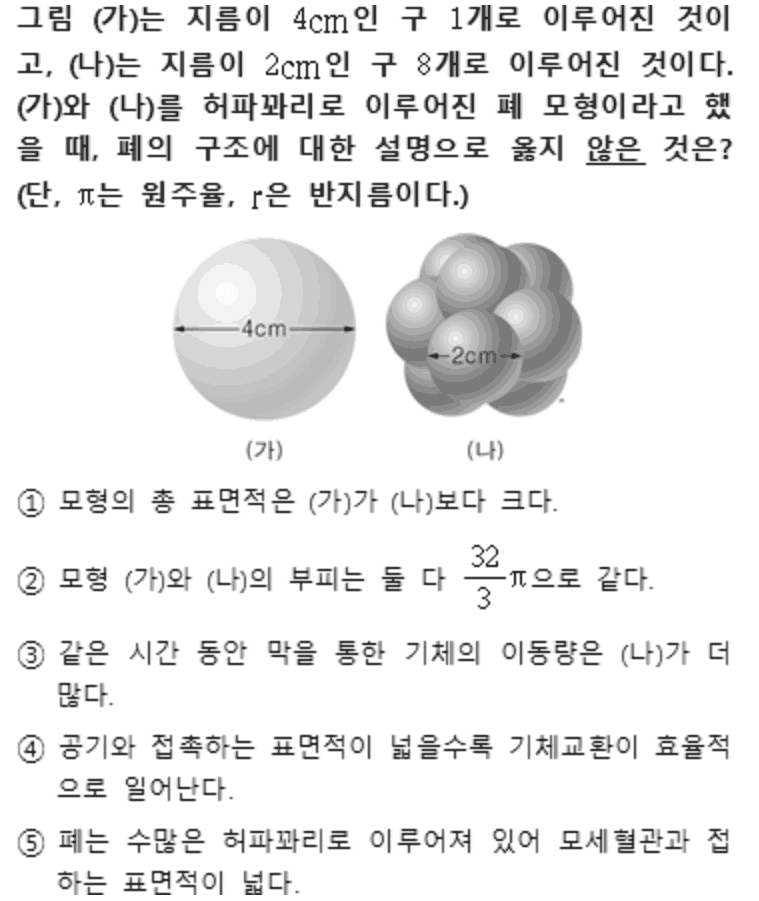 그림 (가)는 지름이 4cm인 구 1개로 이루어진 것이
고, (나)는 지름이 2cm인 구 8개로 이루어진 것이다.
(가)와 (나)를 허파꽈리로 이루어진 폐 모형이라고 했
을 때, 폐의 구조에 대한 설명으로 옳지 않은 것은?
(단, π는 원주율, r은 반지름이다.)
4cm
2cm
(가)
(나)
① 모형의 총 표면적은 (가)가 (나)보다 크다.
② 모형 (가)와 (나)의 부피는 둘 다 32/3 π으로 같다.
③ 같은 시간 동안 막을 통한 기체의 이동량은 (나)가 더
많다.
④ 공기와 접촉하는 표면적이 넓을수록 기체교환이 효율적
으로 일어난다.
⑤ 폐는 수많은 허파꽈리로 이루어져 있어 모세혈관과 접
하는 표면적이 넓다.